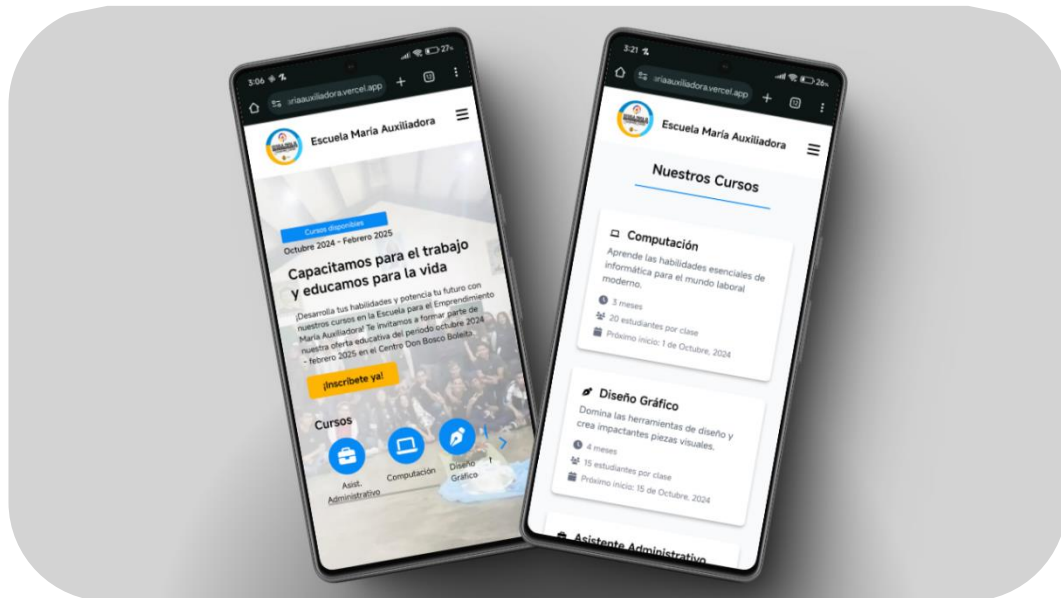 3:06
27%
ariaauxiliadora.vercel.app
12
Escuela María Auxiliadora
Cursos disponibles
Octubre 2024 - Febrero 2025
Capacitamos para el trabajo
y educamos para la vida
¡Desarrolla tus habilidades y potencia tu futuro con
nuestros cursos en la Escuela para el Emprendimiento
María Auxiliadora! Te invitamos a formar parte de
nuestra oferta educativa del periodo octubre 2024
- febrero 2025 en el Centro Don Bosco Boleíta.
¡Inscríbete ya!
Cursos
Asist.
Administrativo
Computación
Diseño
Gráfico
3:21
26%
ariaauxiliadora.vercel.app
12
Escuela María Auxiliadora
Nuestros Cursos
Computación
Aprende las habilidades esenciales de
informática para el mundo laboral
moderno.
3 meses
20 estudiantes por clase
Próximo inicio: 1 de Octubre, 2024
Diseño Gráfico
Domina las herramientas de diseño y
crea impactantes piezas visuales.
4 meses
15 estudiantes por clase
Próximo inicio: 15 de Octubre, 2024
Asistente Administrativo